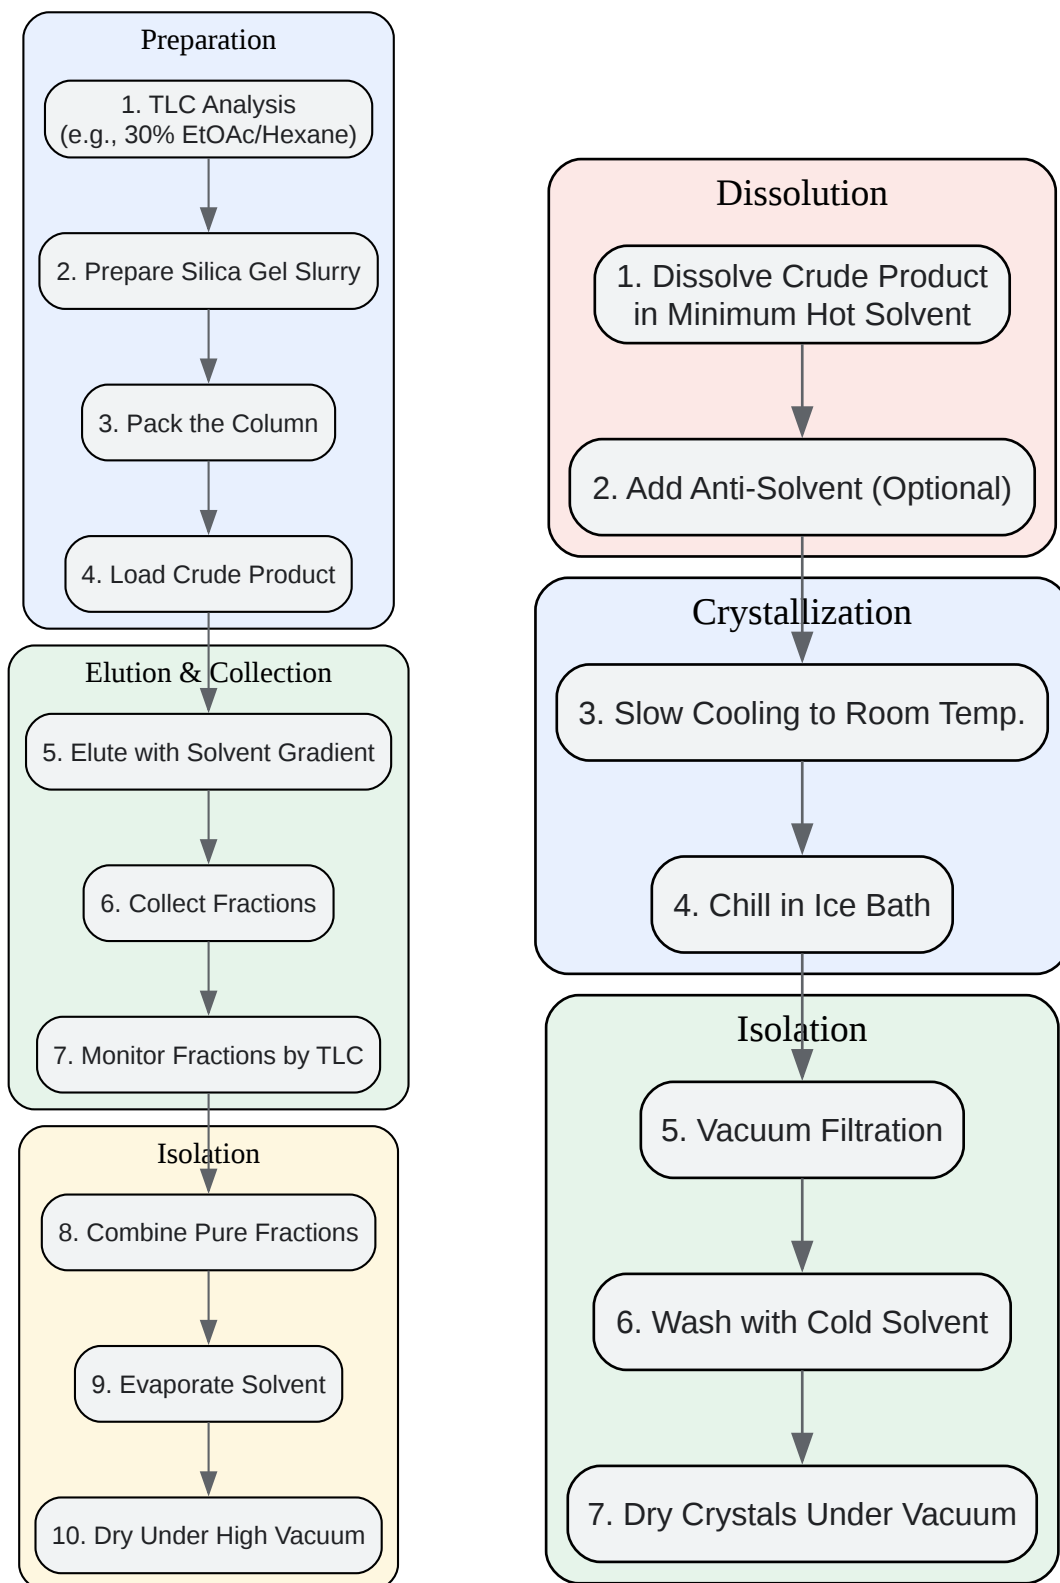 Preparation
1. TLC Analysis
(e.g., 30% EtOAc/Hexane)
2. Prepare Silica Gel Slurry
3. Pack the Column
4. Load Crude Product
Elution & Collection
5. Elute with Solvent Gradient
6. Collect Fractions
7. Monitor Fractions by TLC
Isolation
8. Combine Pure Fractions
9. Evaporate Solvent
10. Dry Under High Vacuum
Dissolution
1. Dissolve Crude Product
in Minimum Hot Solvent
2. Add Anti-Solvent (Optional)
Crystallization
3. Slow Cooling to Room Temp.
4. Chill in Ice Bath
Isolation
5. Vacuum Filtration
6. Wash with Cold Solvent
7. Dry Crystals Under Vacuum